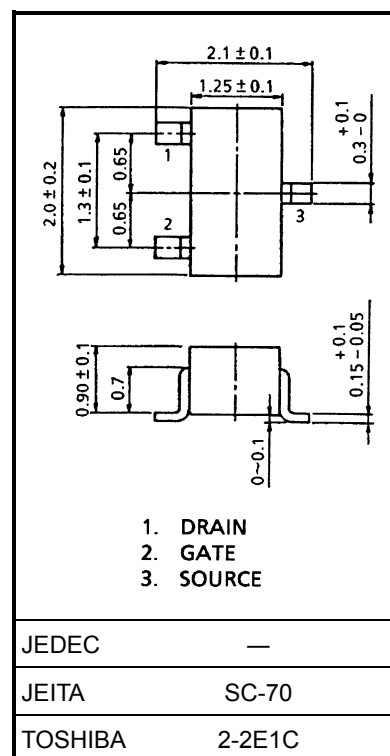 2.1 ± 0.1
1.25 ± 0.1
+0.1
0.3 – 0
2.0 ± 0.2
1.3 ± 0.1
0.65
0.65
1
2
3
0.90 ± 0.1
0.7
0~0.1
+0.1
0.15 – 0.05
1. DRAIN
2. GATE
3. SOURCE
JEDEC —
JEITA SC-70
TOSHIBA 2-2E1C